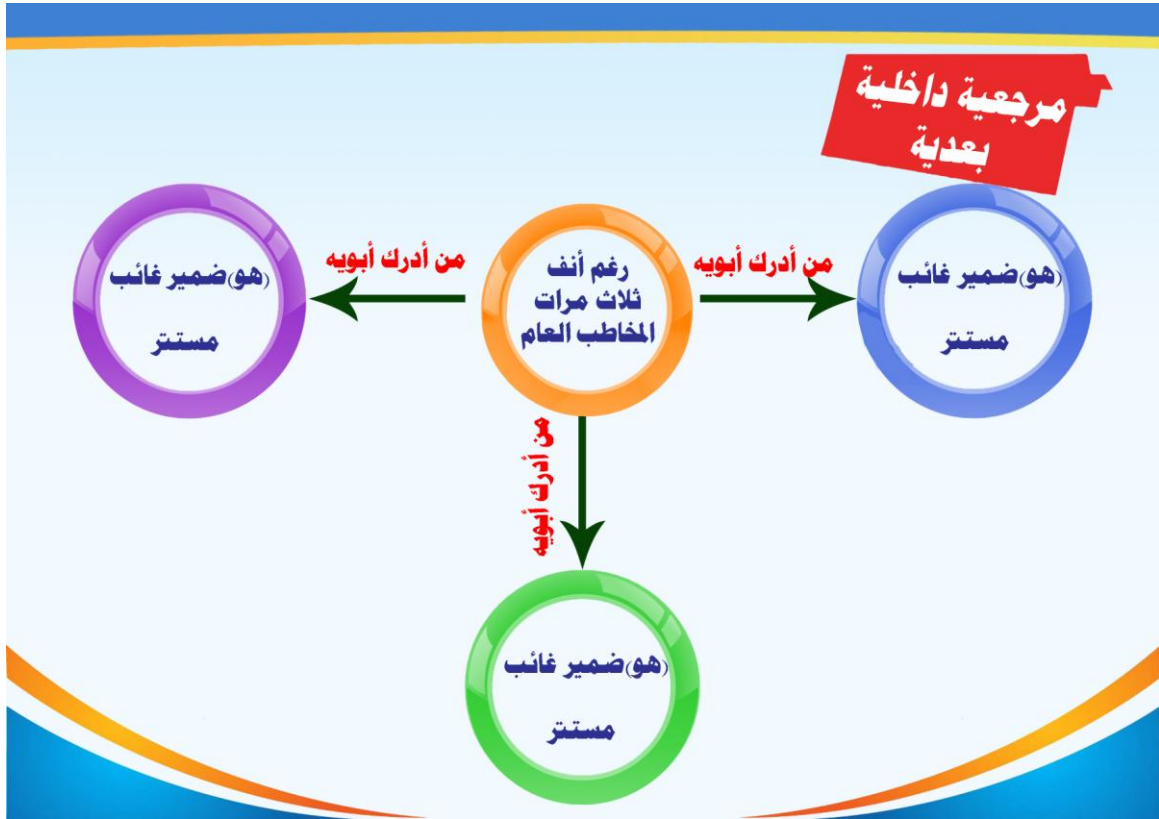 مرجعية داخلية
بعدية
(هو)ضمير غائب
مستتر
من أدرك أبويه
رغم أنف
ثلاث مرات
المخاطب العام
من أدرك أبويه
(هو)ضمير غائب
مستتر
من أدرك أبويه
(هو)ضمير غائب
مستتر